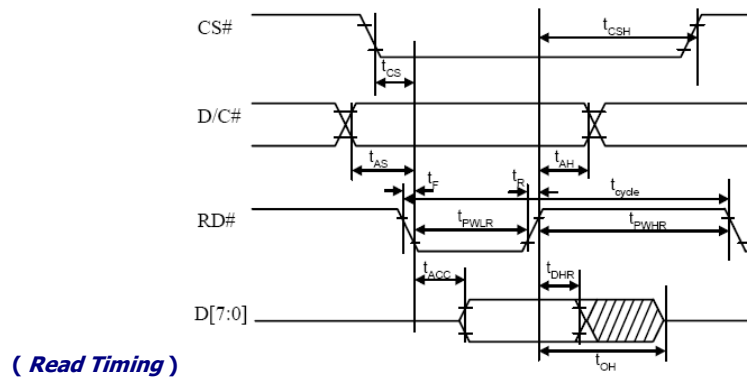 CS#
tCSH
tCS
D/C#
tAS
tAH
tF
tR
tcycle
RD#
tPWLR
tPWHR
tACC
tDHR
D[7:0]
tOH
( Read Timing )